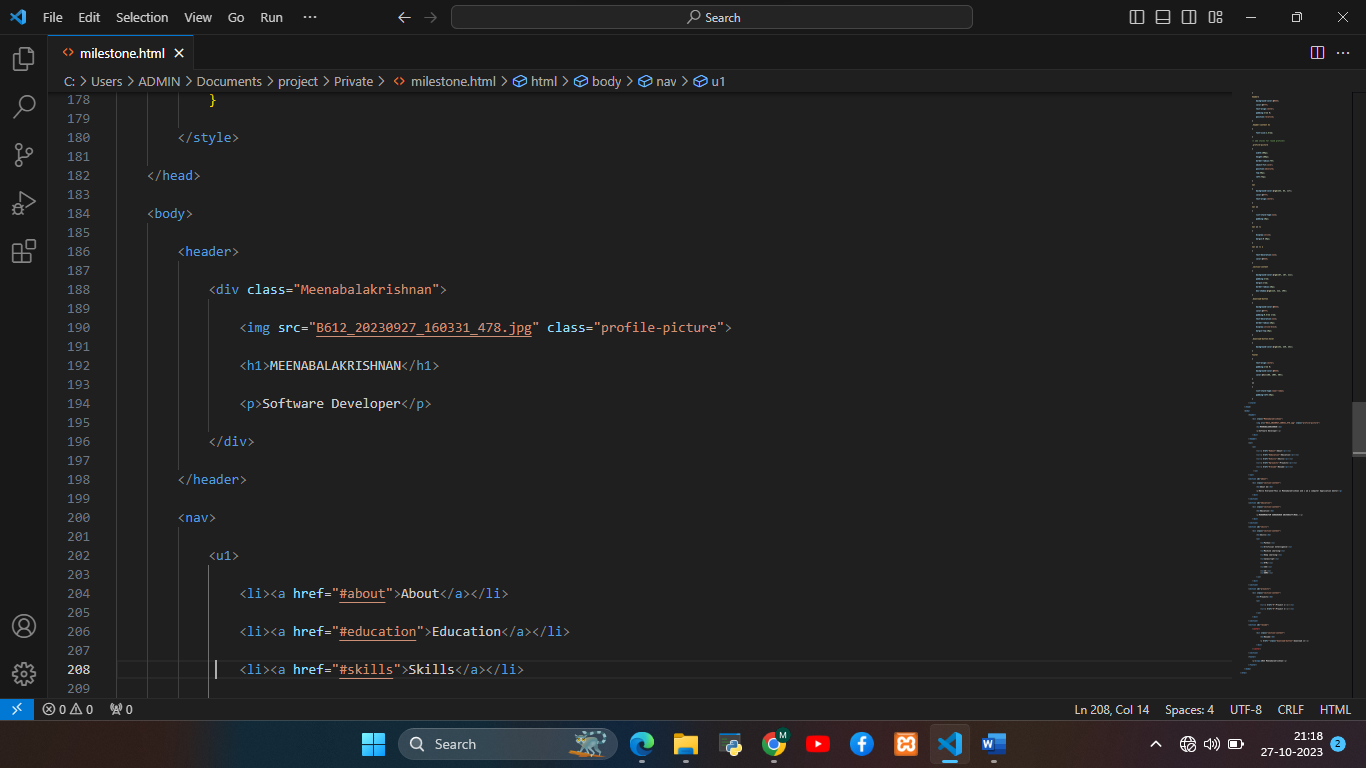 File Edit Selection View Go Run ··· Search
milestone.html
C: > Users > ADMIN > Documents > project > Private > milestone.html > html > body > nav > u1
178 }
179
180 </style>
181
182 </head>
183
184 <body>
185
186 <header>
187
188 <div class="Meenabalakrishnan">
189
190 <img src="B612_20230927_160331_478.jpg" class="profile-picture">
191
192 <h1>MEENABALAKRISHNAN</h1>
193
194 <p>Software Developer</p>
195
196 </div>
197
198 </header>
199
200 <nav>
201
202 <u1>
203
204 <li><a href="#about">About</a></li>
205
206 <li><a href="#education">Education</a></li>
207
208 <li><a href="#skills">Skills</a></li>
209
0 0 0 Ln 208, Col 14 Spaces: 4 UTF-8 CRLF HTML
Search M 21:18
27-10-2023 2